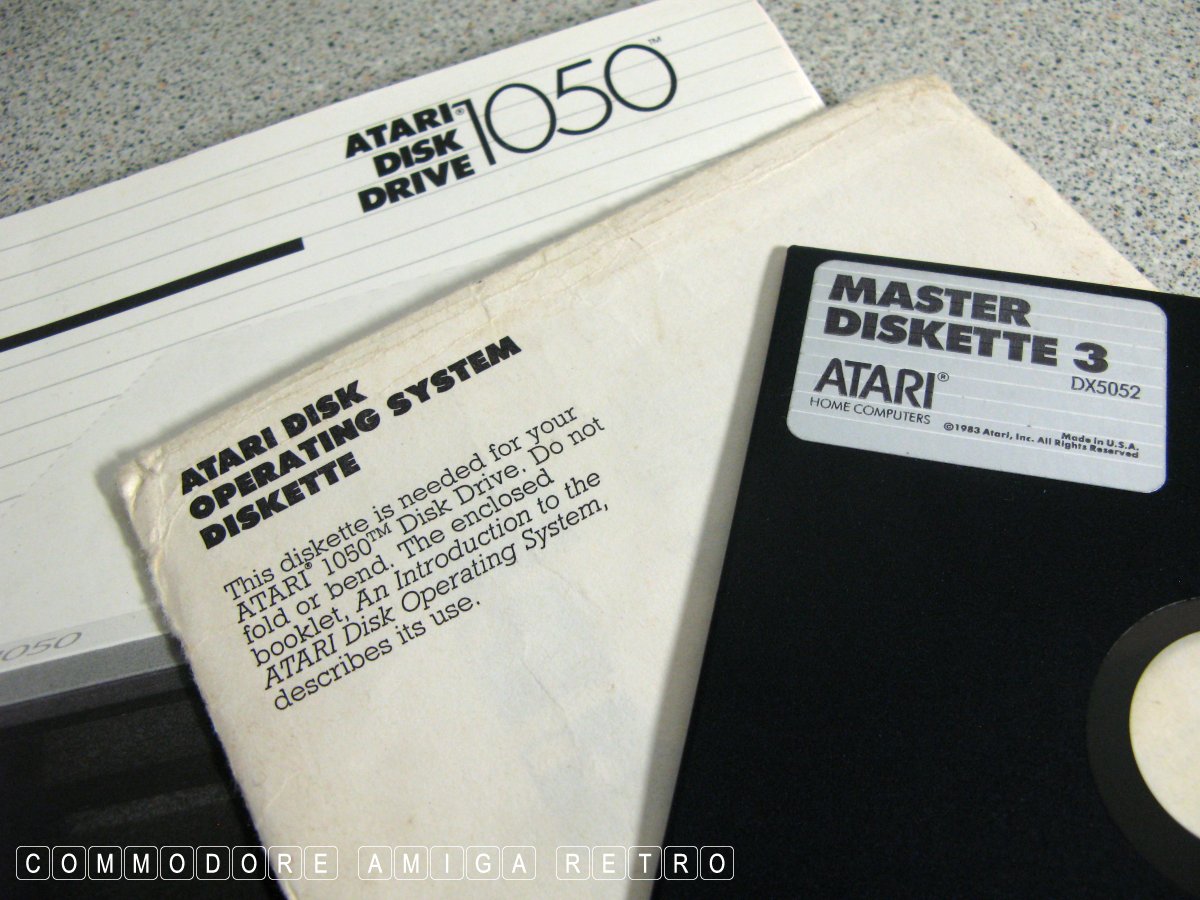 ATARI®
DISK
DRIVE
1050™
ATARI DISK
OPERATING SYSTEM
DISKETTE
This diskette is needed for your
ATARI® 1050™ Disk Drive. Do not
fold or bend. The enclosed
booklet, An Introduction to the
ATARI Disk Operating System,
describes its use.
MASTER
DISKETTE 3
ATARI®
DX5052
HOME COMPUTERS
Made in U.S.A.
©1983 Atari, Inc. All Rights Reserved
1050
COMMODORE AMIGA RETRO